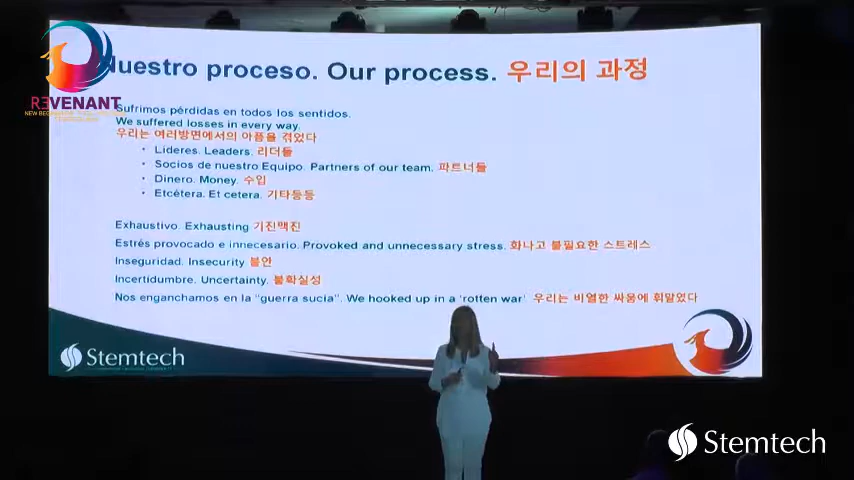 Nuestro proceso. Our process. 우리의 과정
REVENANT
Sufrimos pérdidas en todos los sentidos.
We suffered losses in every way.
우리는 여러방면에서의 아픔을 겪었다
• Líderes. Leaders. 리더들
• Socios de nuestro Equipo. Partners of our team. 파트너들
• Dinero. Money. 수입
• Etcétera. Et cetera. 기타등등
Exhaustivo. Exhausting 기진맥진
Estrés provocado e innecesario. Provoked and unnecessary stress. 화나고 불필요한 스트레스
Inseguridad. Insecurity 불안
Incertidumbre. Uncertainty. 불확실성
Nos enganchamos en la "guerra sucia". We hooked up in a 'rotten war' 우리는 비열한 싸움에 휘말렸다
Stemtech
Stemtech